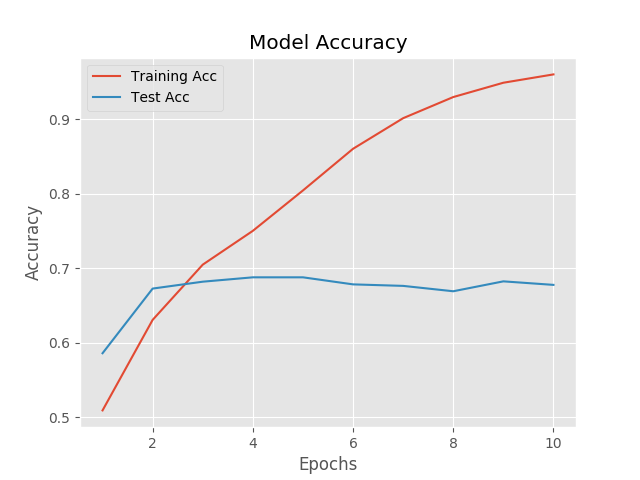 Model Accuracy
Training Acc
Test Acc
0.9
0.8
0.7
0.6
0.5
Accuracy
2 4 6 8 10
Epochs